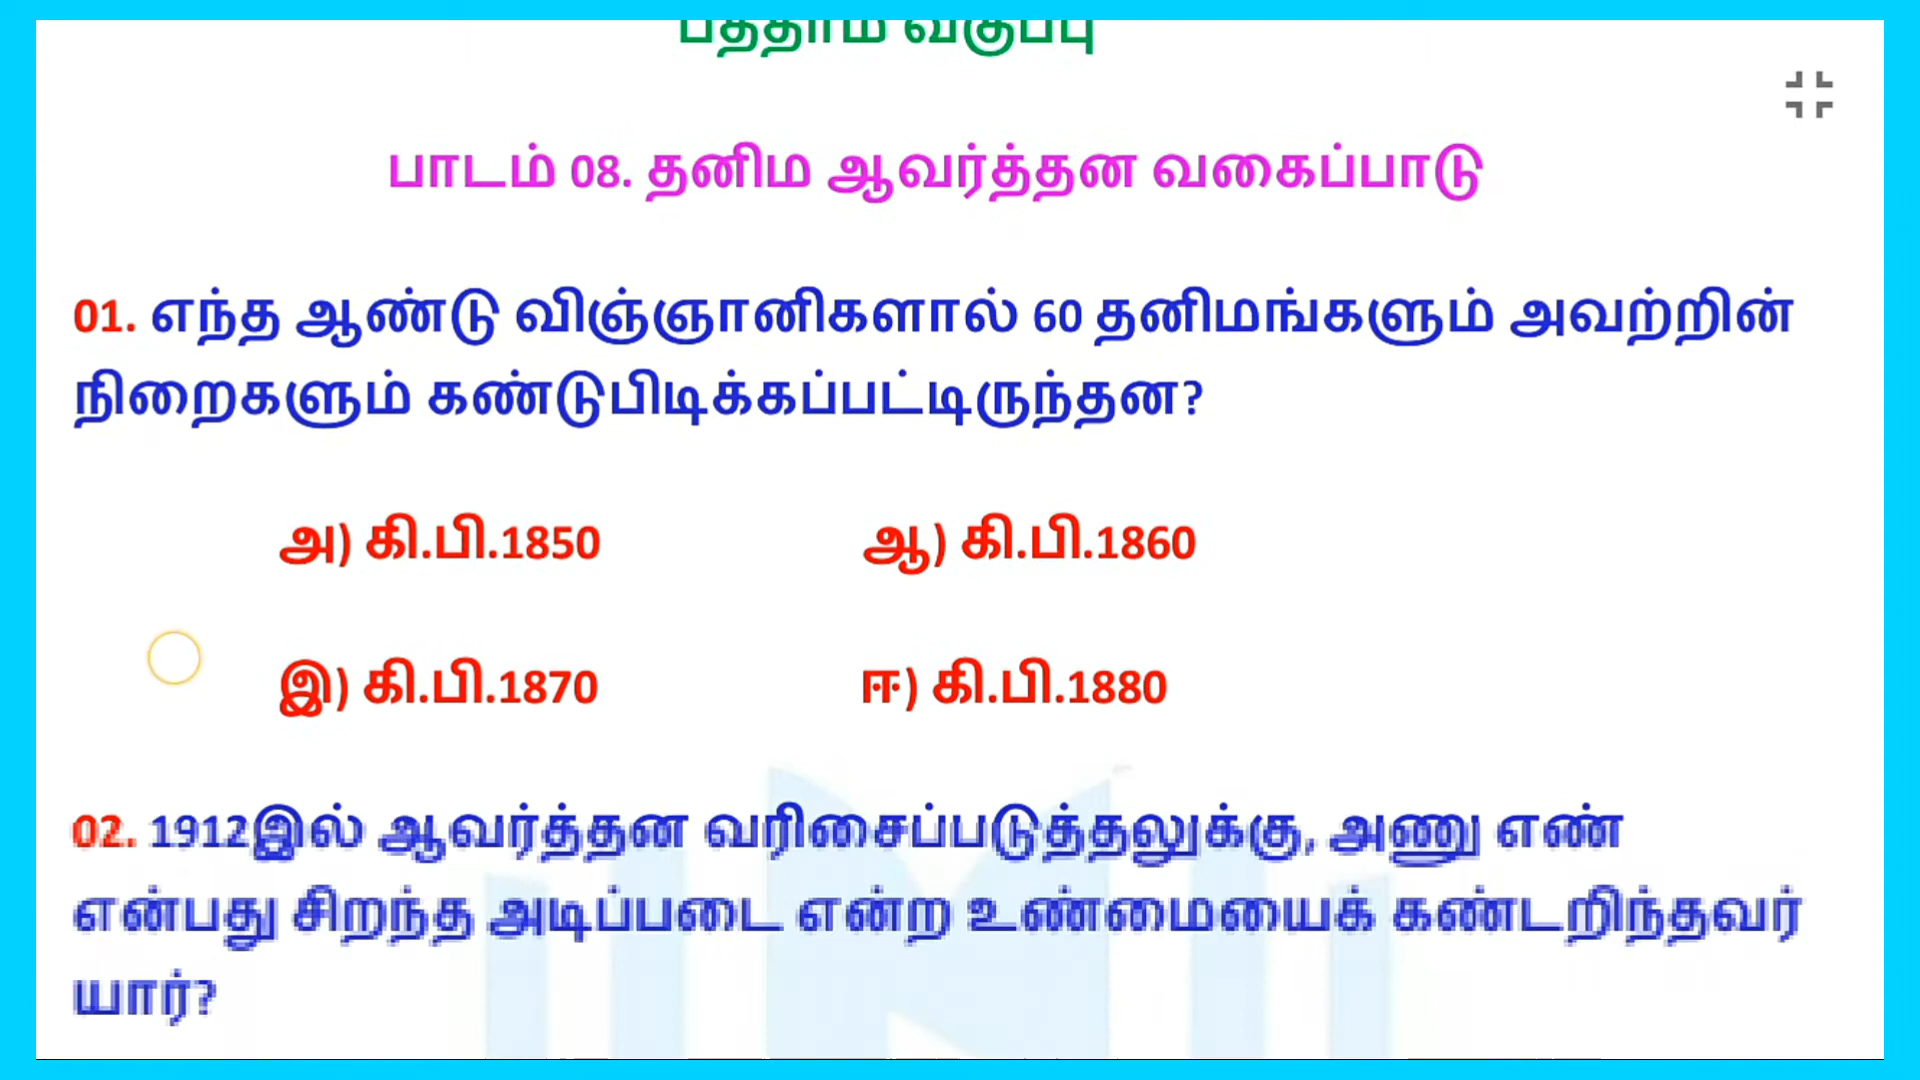 பத்தாம் வகுப்பு
பாடம் 08. தனிம ஆவர்த்தன வகைப்பாடு
01. எந்த ஆண்டு விஞ்ஞானிகளால் 60 தனிமங்களும் அவற்றின்
நிறைகளும் கண்டுபிடிக்கப்பட்டிருந்தன?
அ) கி.பி.1850 ஆ) கி.பி.1860
இ) கி.பி.1870 ஈ) கி.பி.1880
02. 1912இல் ஆவர்த்தன வரிசைப்படுத்தலுக்கு, அணு எண்
என்பது சிறந்த அடிப்படை என்ற உண்மையைக் கண்டறிந்தவர்
யார்?